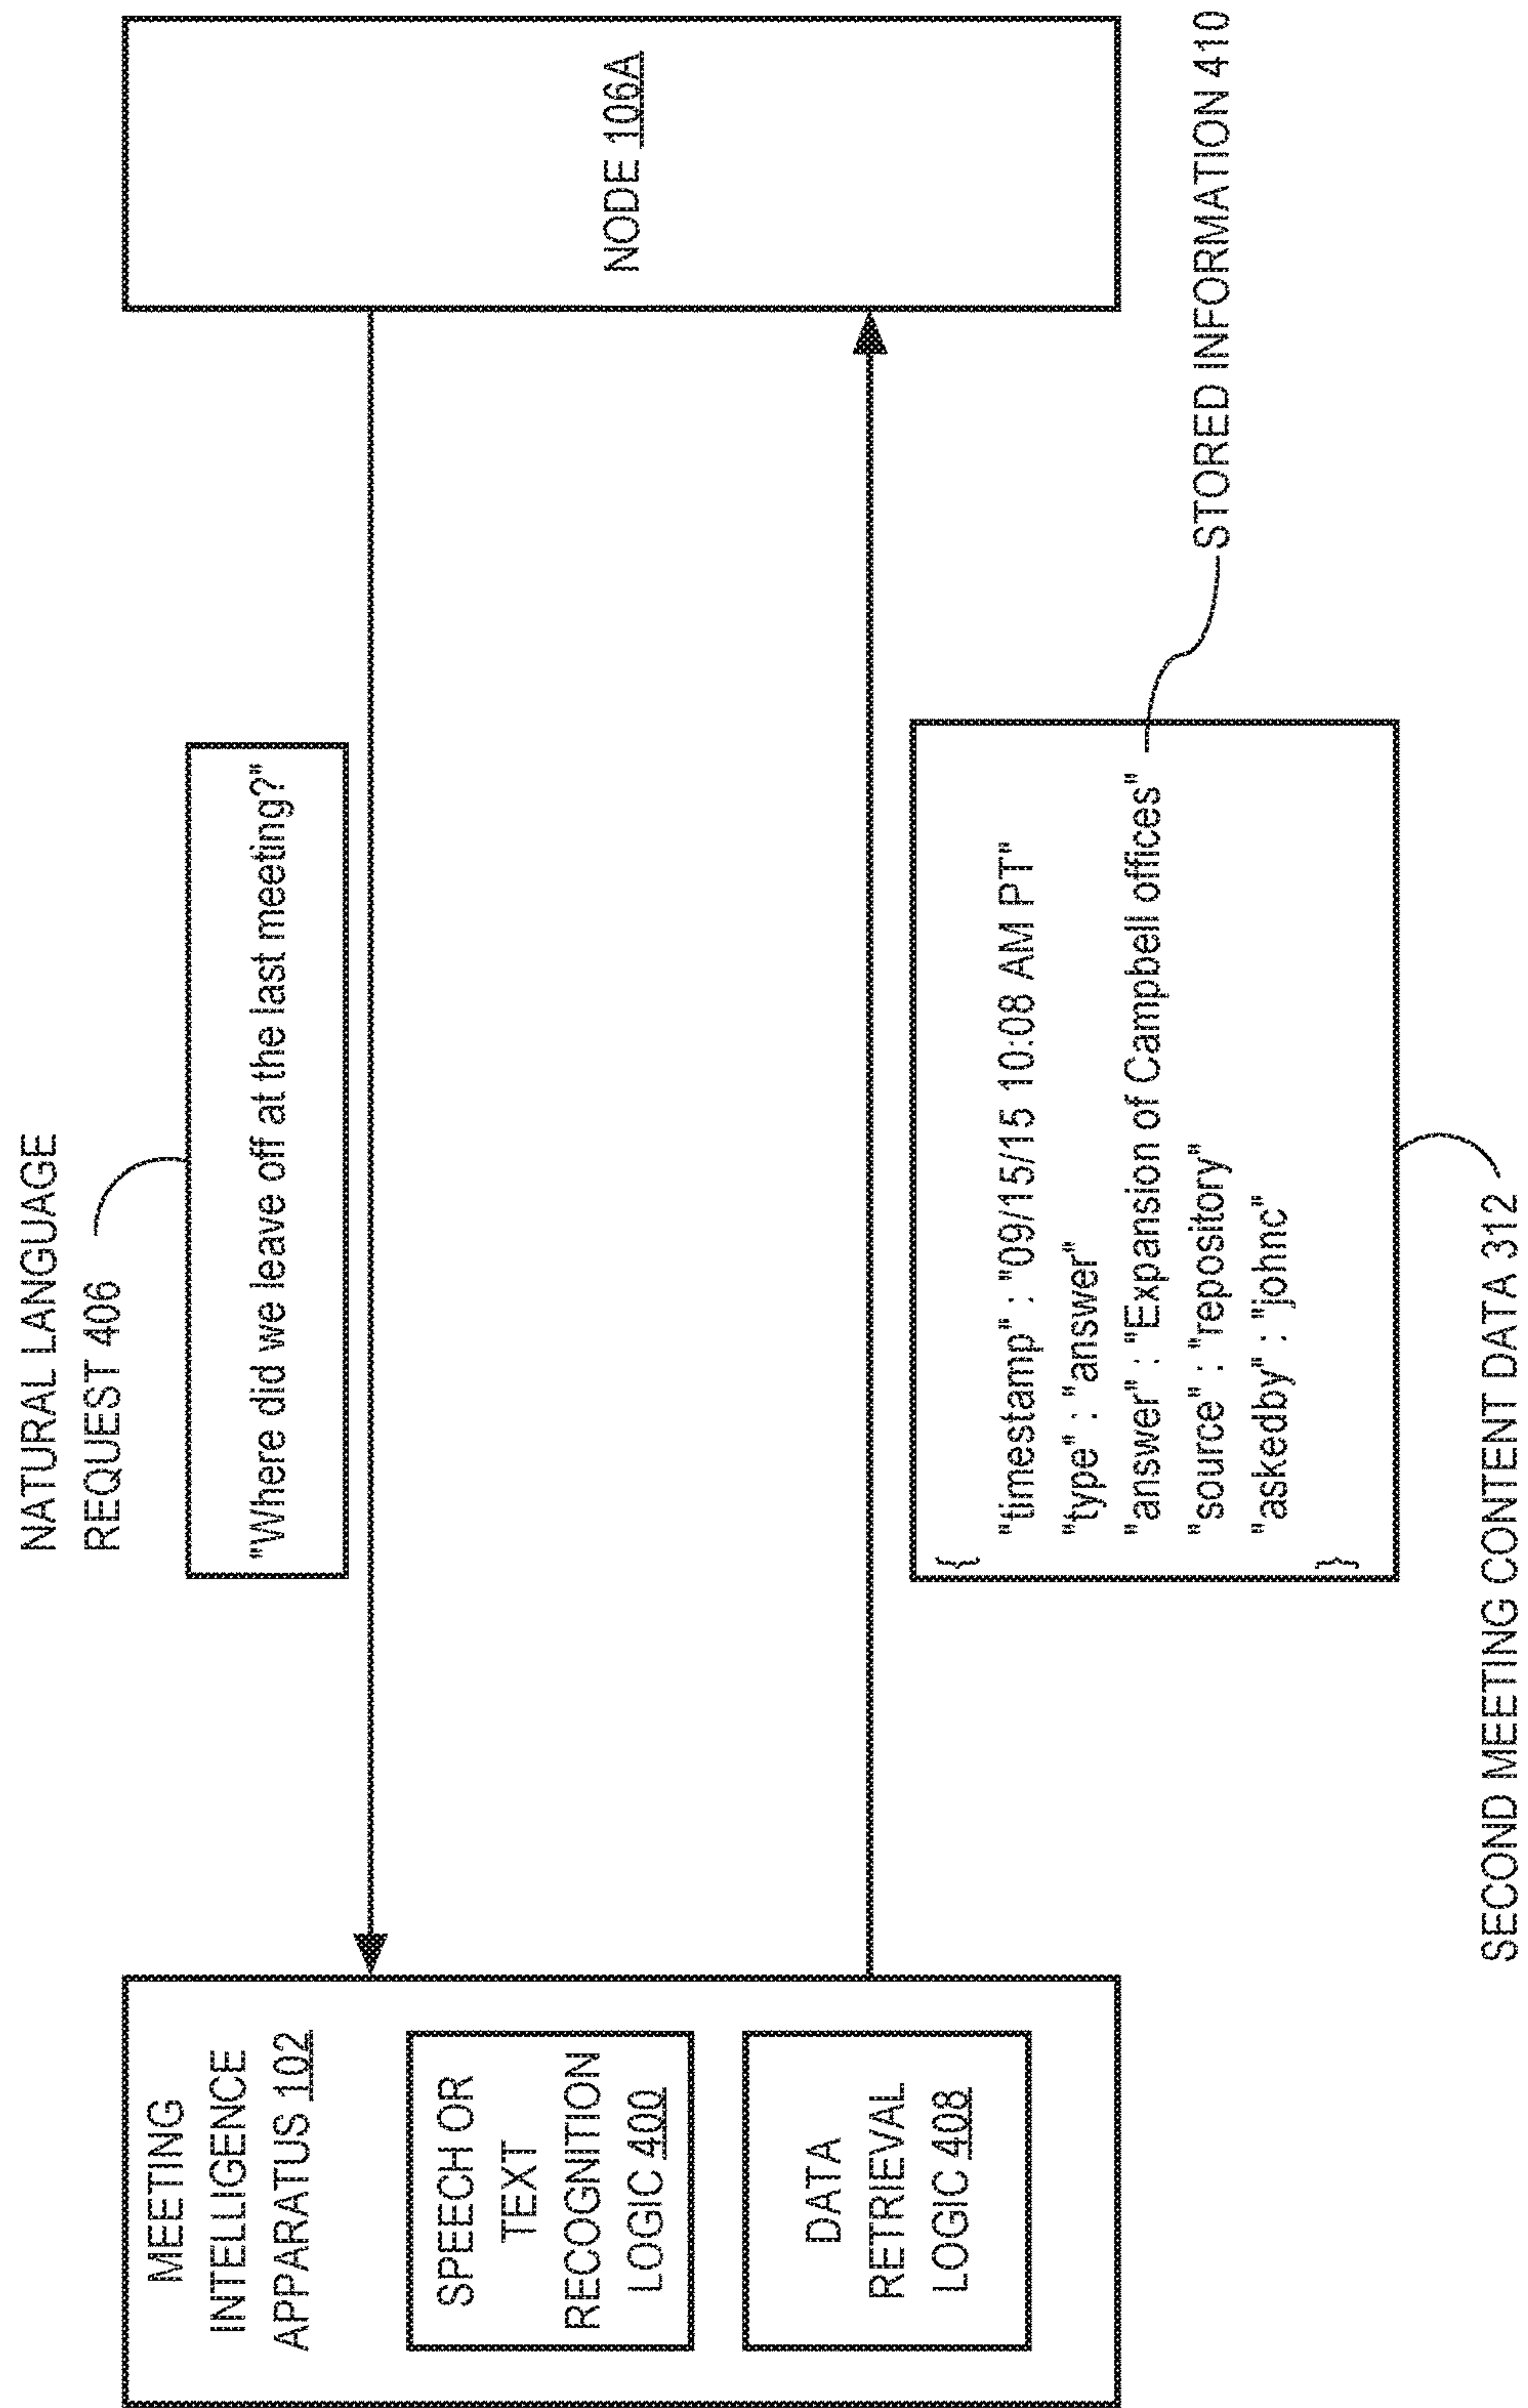 NATURAL LANGUAGE
REQUEST 406
"Where did we leave off at the last meeting?"
MEETING
INTELLIGENCE
APPARATUS 102
SPEECH OR
TEXT
RECOGNITION
LOGIC 400
DATA
RETRIEVAL
LOGIC 408
NODE 106A
{
"timestamp" : "09/15/15 10:08 AM PT"
"type" : "answer"
"answer" : "Expansion of Campbell offices"
"source" : "repository"
"askedby" : "johnc"
}
STORED INFORMATION 410
SECOND MEETING CONTENT DATA 312